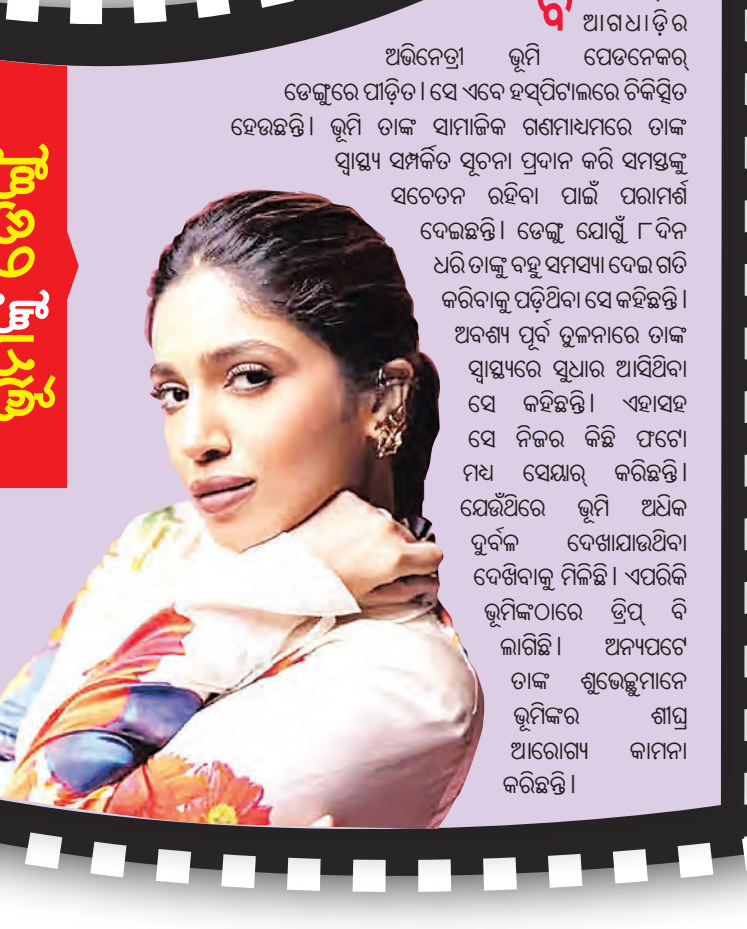 ଭୂମିଙ୍କୁ ଡେଙ୍ଗୁ
ଆଗଧାଡ଼ିର
ଅଭିନେତ୍ରୀ ଭୂମି ପେଡନେକର୍
ଡେଙ୍ଗୁରେ ପୀଡ଼ିତ। ସେ ଏବେ ହସ୍‌ପିଟାଲରେ ଚିକିତ୍ସିତ
ହେଉଛନ୍ତି। ଭୂମି ତାଙ୍କ ସାମାଜିକ ଗଣମାଧ୍ୟମରେ ତାଙ୍କ
ସ୍ୱାସ୍ଥ୍ୟ ସମ୍ପର୍କିତ ସୂଚନା ପ୍ରଦାନ କରି ସମସ୍ତଙ୍କୁ
ସଚେତନ ରହିବା ପାଇଁ ପରାମର୍ଶ
ଦେଇଛନ୍ତି। ଡେଙ୍ଗୁ ଯୋଗୁଁ ୮ ଦିନ
ଧରି ତାଙ୍କୁ ବହୁ ସମସ୍ୟା ଦେଇ ଗତି
କରିବାକୁ ପଡ଼ିଥିବା ସେ କହିଛନ୍ତି।
ଅବଶ୍ୟ ପୂର୍ବ ତୁଳନାରେ ତାଙ୍କ
ସ୍ୱାସ୍ଥ୍ୟରେ ସୁଧାର ଆସିଥିବା
ସେ କହିଛନ୍ତି। ଏହାସହ
ସେ ନିଜର କିଛି ଫଟୋ
ମଧ୍ୟ ସେୟାର୍ କରିଛନ୍ତି।
ଯେଉଁଥିରେ ଭୂମି ଅଧିକ
ଦୁର୍ବଳ ଦେଖାଯାଉଥିବା
ଦେଖିବାକୁ ମିଳିଛି। ଏପରିକି
ଭୂମିଙ୍କଠାରେ ଡ୍ରିପ୍ ବି
ଲାଗିଛି। ଅନ୍ୟପଟେ
ତାଙ୍କ ଶୁଭେଚ୍ଛୁମାନେ
ଭୂମିଙ୍କର ଶୀଘ୍ର
ଆରୋଗ୍ୟ କାମନା
କରିଛନ୍ତି।